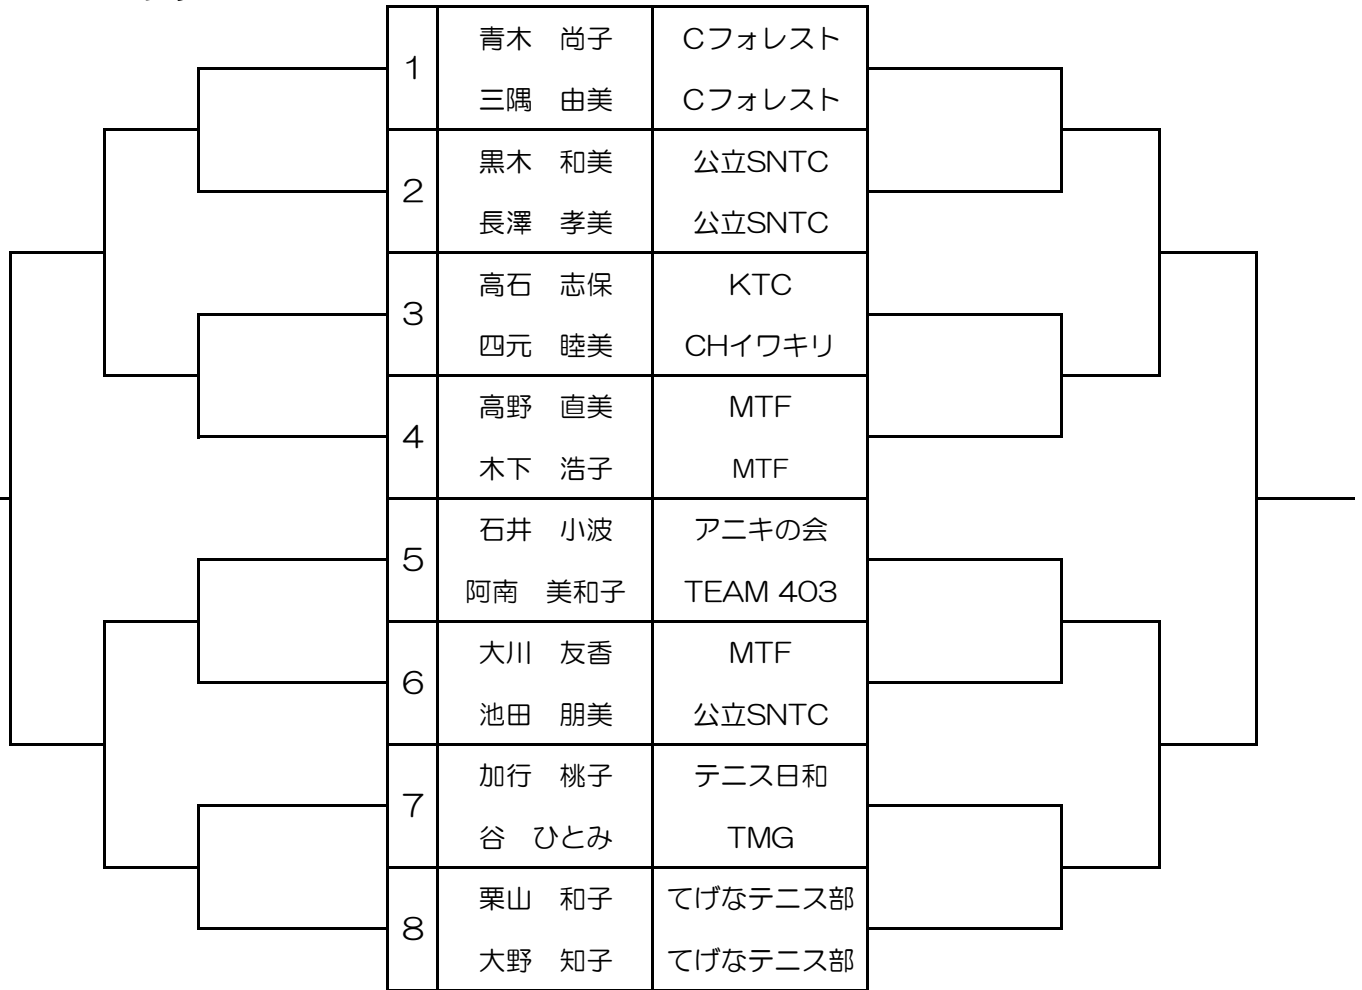 1
青木　尚子 Cフォレスト
三隅　由美 Cフォレスト
2
黒木　和美 公立SNTC
長澤　孝美 公立SNTC
3
高石　志保 KTC
四元　睦美 CHイワキリ
4
高野　直美 MTF
木下　浩子 MTF
5
石井　小波 アニキの会
阿南　美和子 TEAM 403
6
大川　友香 MTF
池田　朋美 公立SNTC
7
加行　桃子 テニス日和
谷　ひとみ TMG
8
栗山　和子 てげなテニス部
大野　知子 てげなテニス部